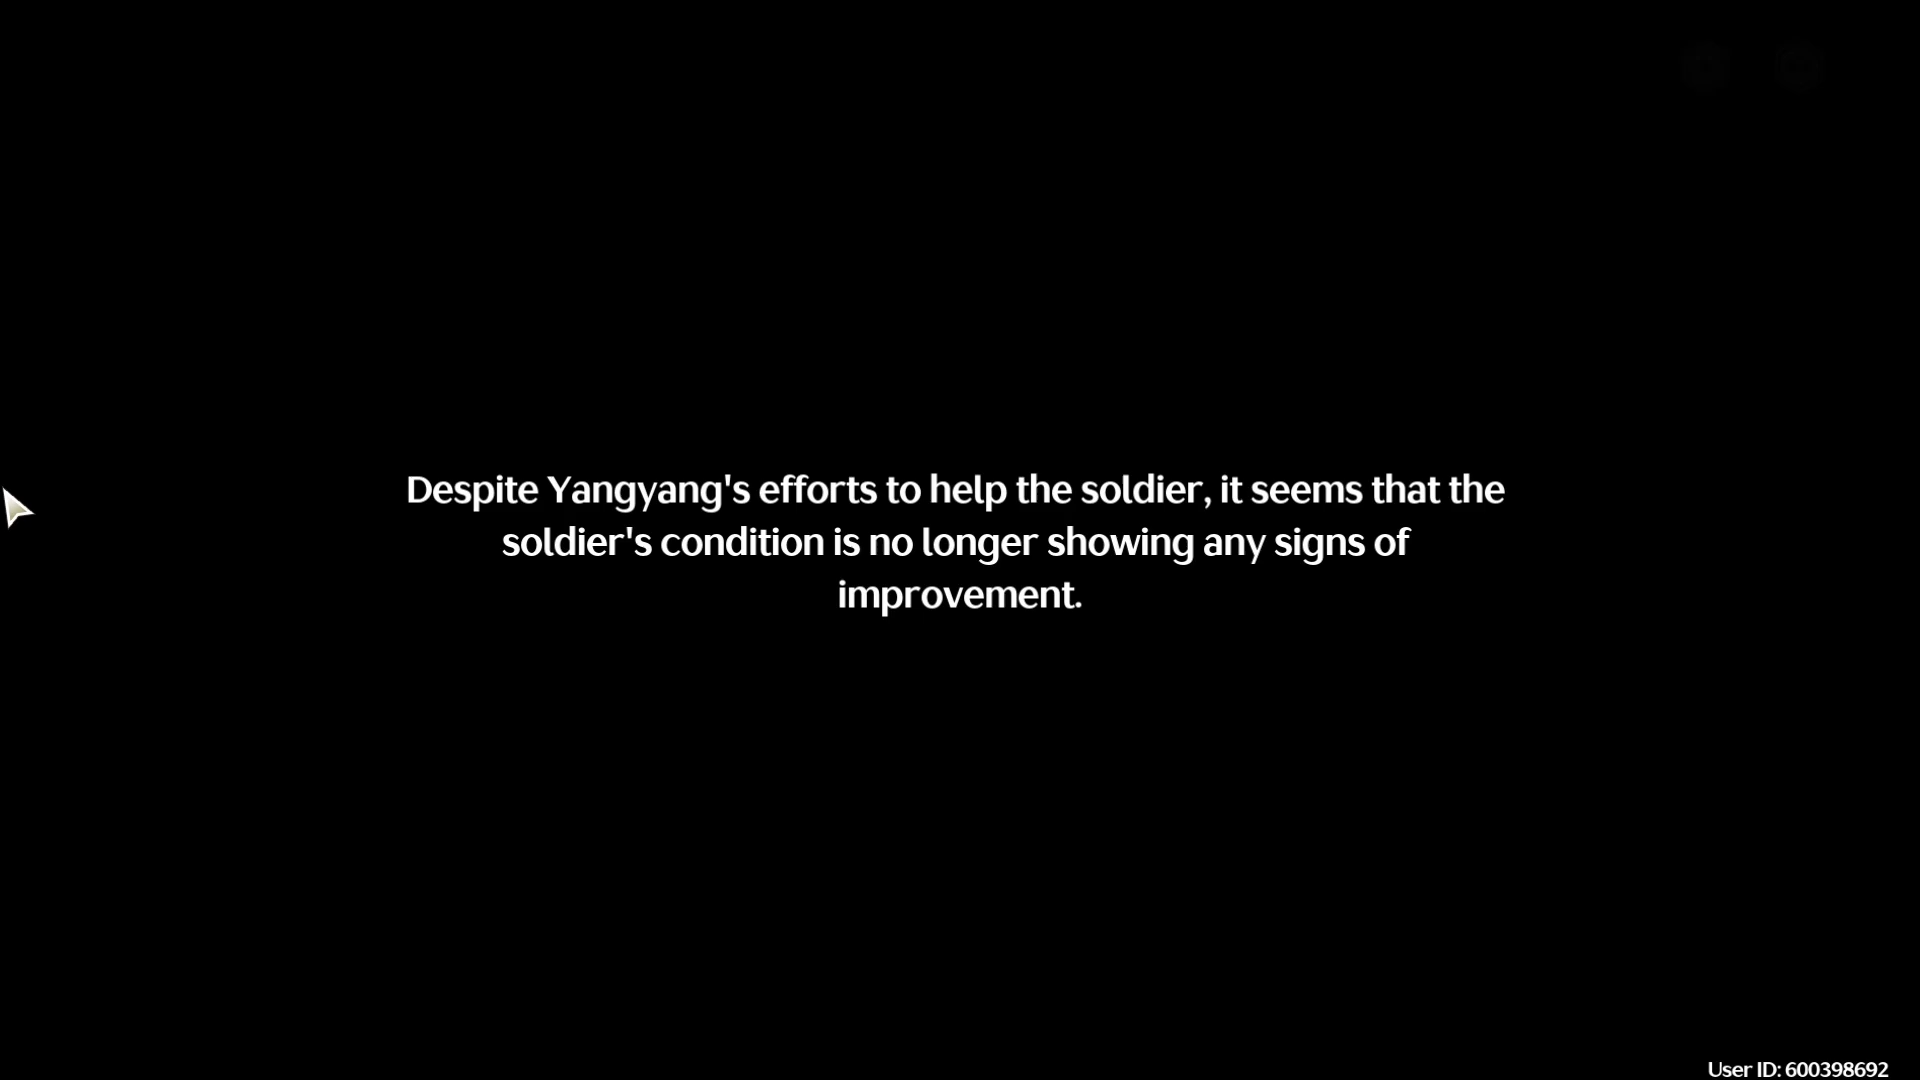 Despite Yangyang's efforts to help the soldier, it seems that the
soldier's condition is no longer showing any signs of
improvement.
User ID: 600398692